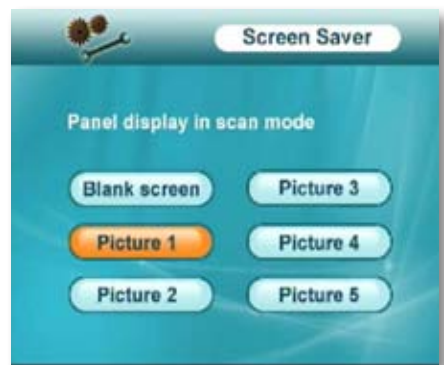 Screen Saver
Panel display in scan mode
Blank screen
Picture 3
Picture 1
Picture 4
Picture 2
Picture 5